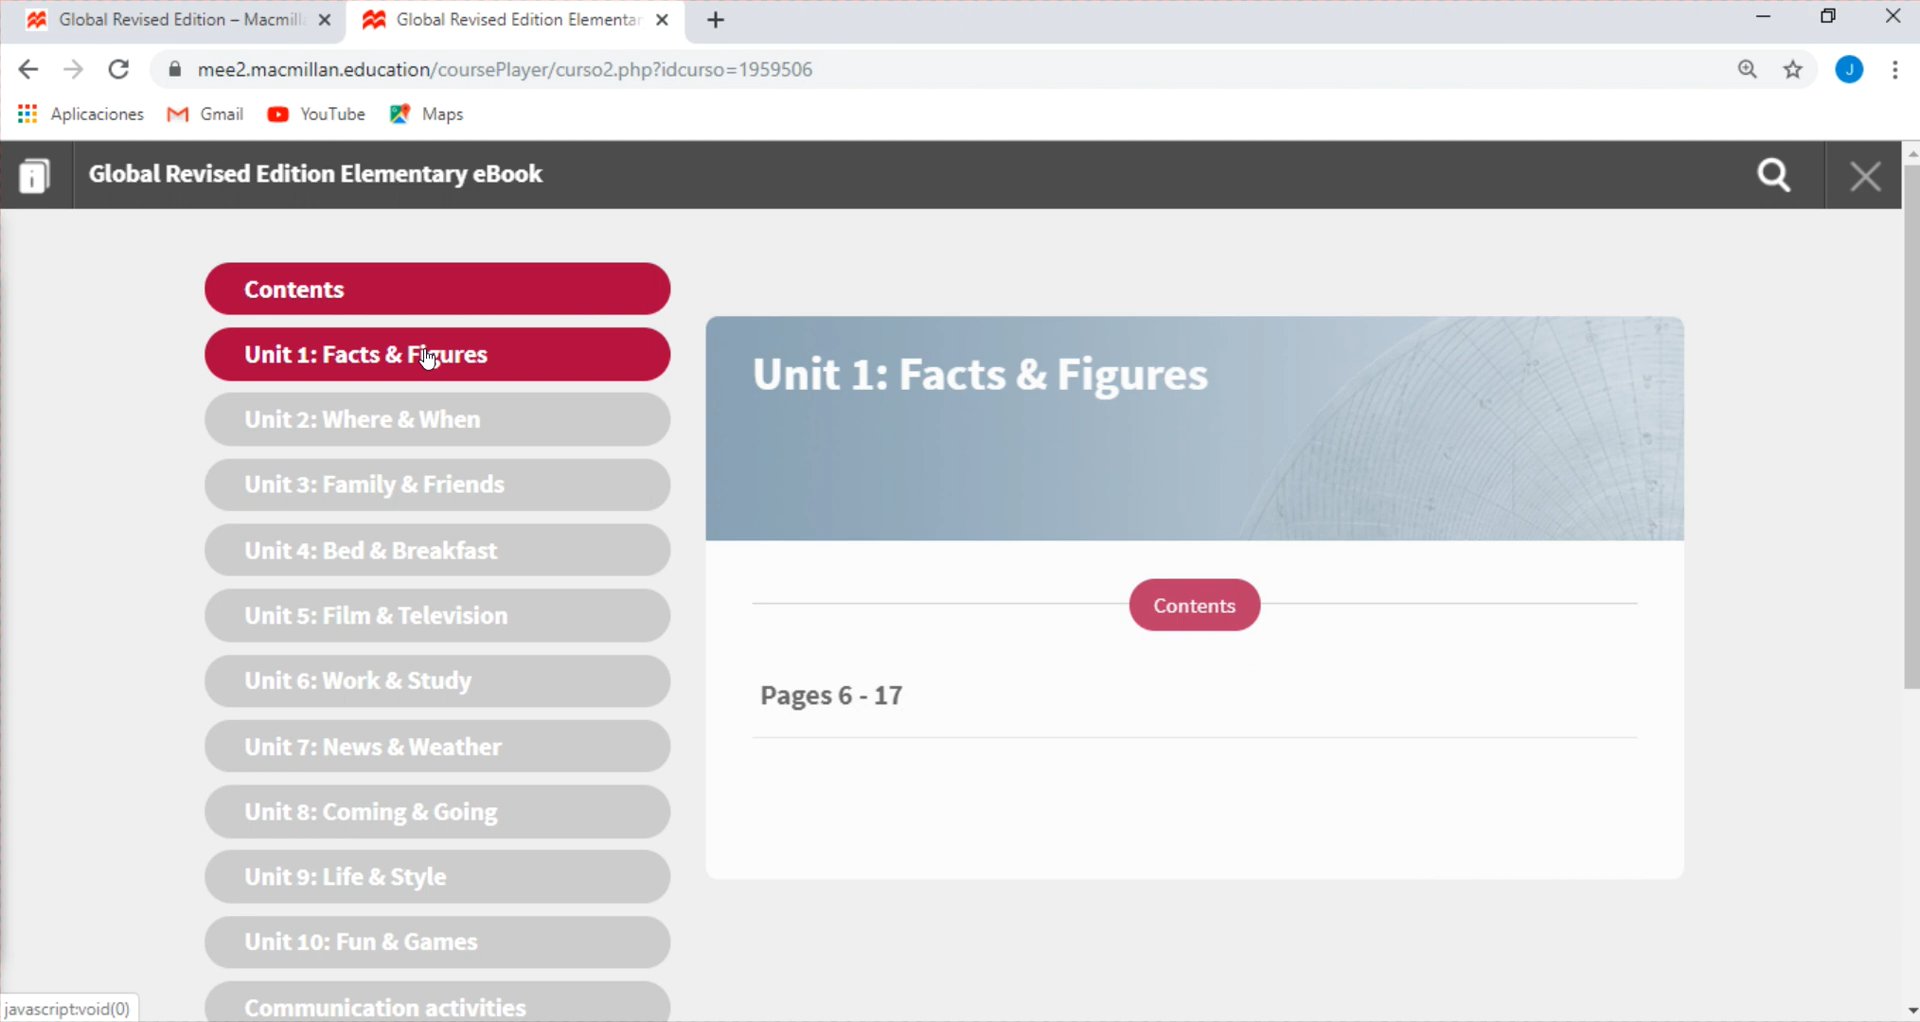 Global Revised Edition – Macmill
Global Revised Edition Elementar
mee2.macmillan.education/coursePlayer/curso2.php?idcurso=1959506
J
Aplicaciones
Gmail
YouTube
Maps
i
Global Revised Edition Elementary eBook
Contents
Unit 1: Facts & Figures
Unit 2: Where & When
Unit 3: Family & Friends
Unit 4: Bed & Breakfast
Unit 5: Film & Television
Unit 6: Work & Study
Unit 7: News & Weather
Unit 8: Coming & Going
Unit 9: Life & Style
Unit 10: Fun & Games
Communication activities
Unit 1: Facts & Figures
Contents
Pages 6 - 17
javascript:void(0)